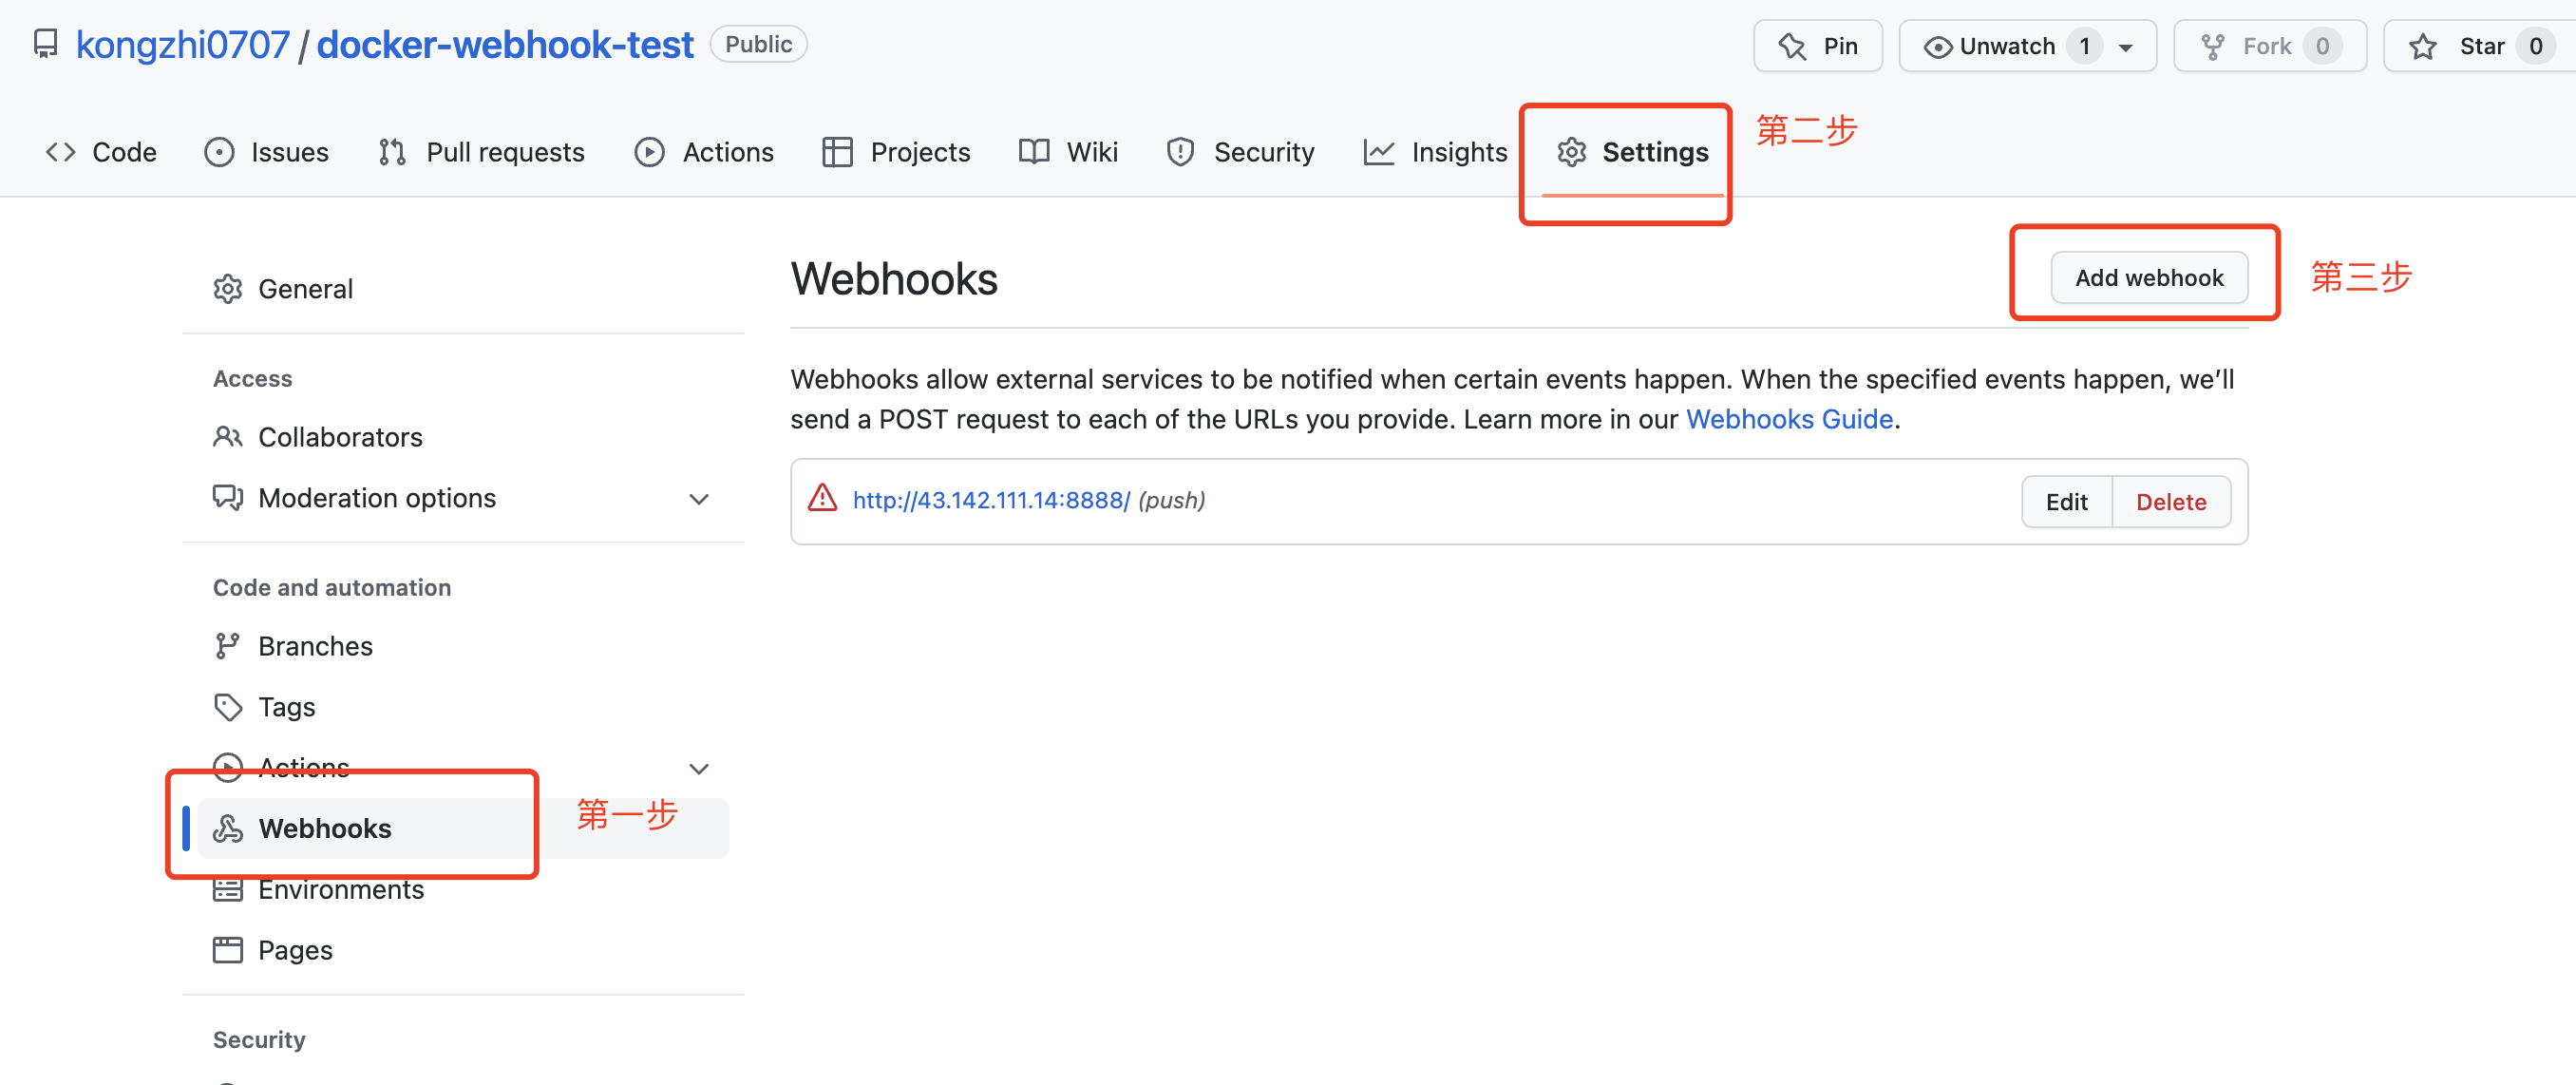 kongzhi0707 / docker-webhook-test Public
Pin Unwatch 1 Fork 0 Star 0
Code Issues Pull requests Actions Projects Wiki Security Insights Settings 第二步
General
Access
Collaborators
Moderation options
Code and automation
Branches
Tags
Actions
Webhooks 第一步
Environments
Pages
Security
Webhooks
Add webhook 第三步
Webhooks allow external services to be notified when certain events happen. When the specified events happen, we’ll
send a POST request to each of the URLs you provide. Learn more in our Webhooks Guide.
http://43.142.111.14:8888/ (push)
Edit Delete